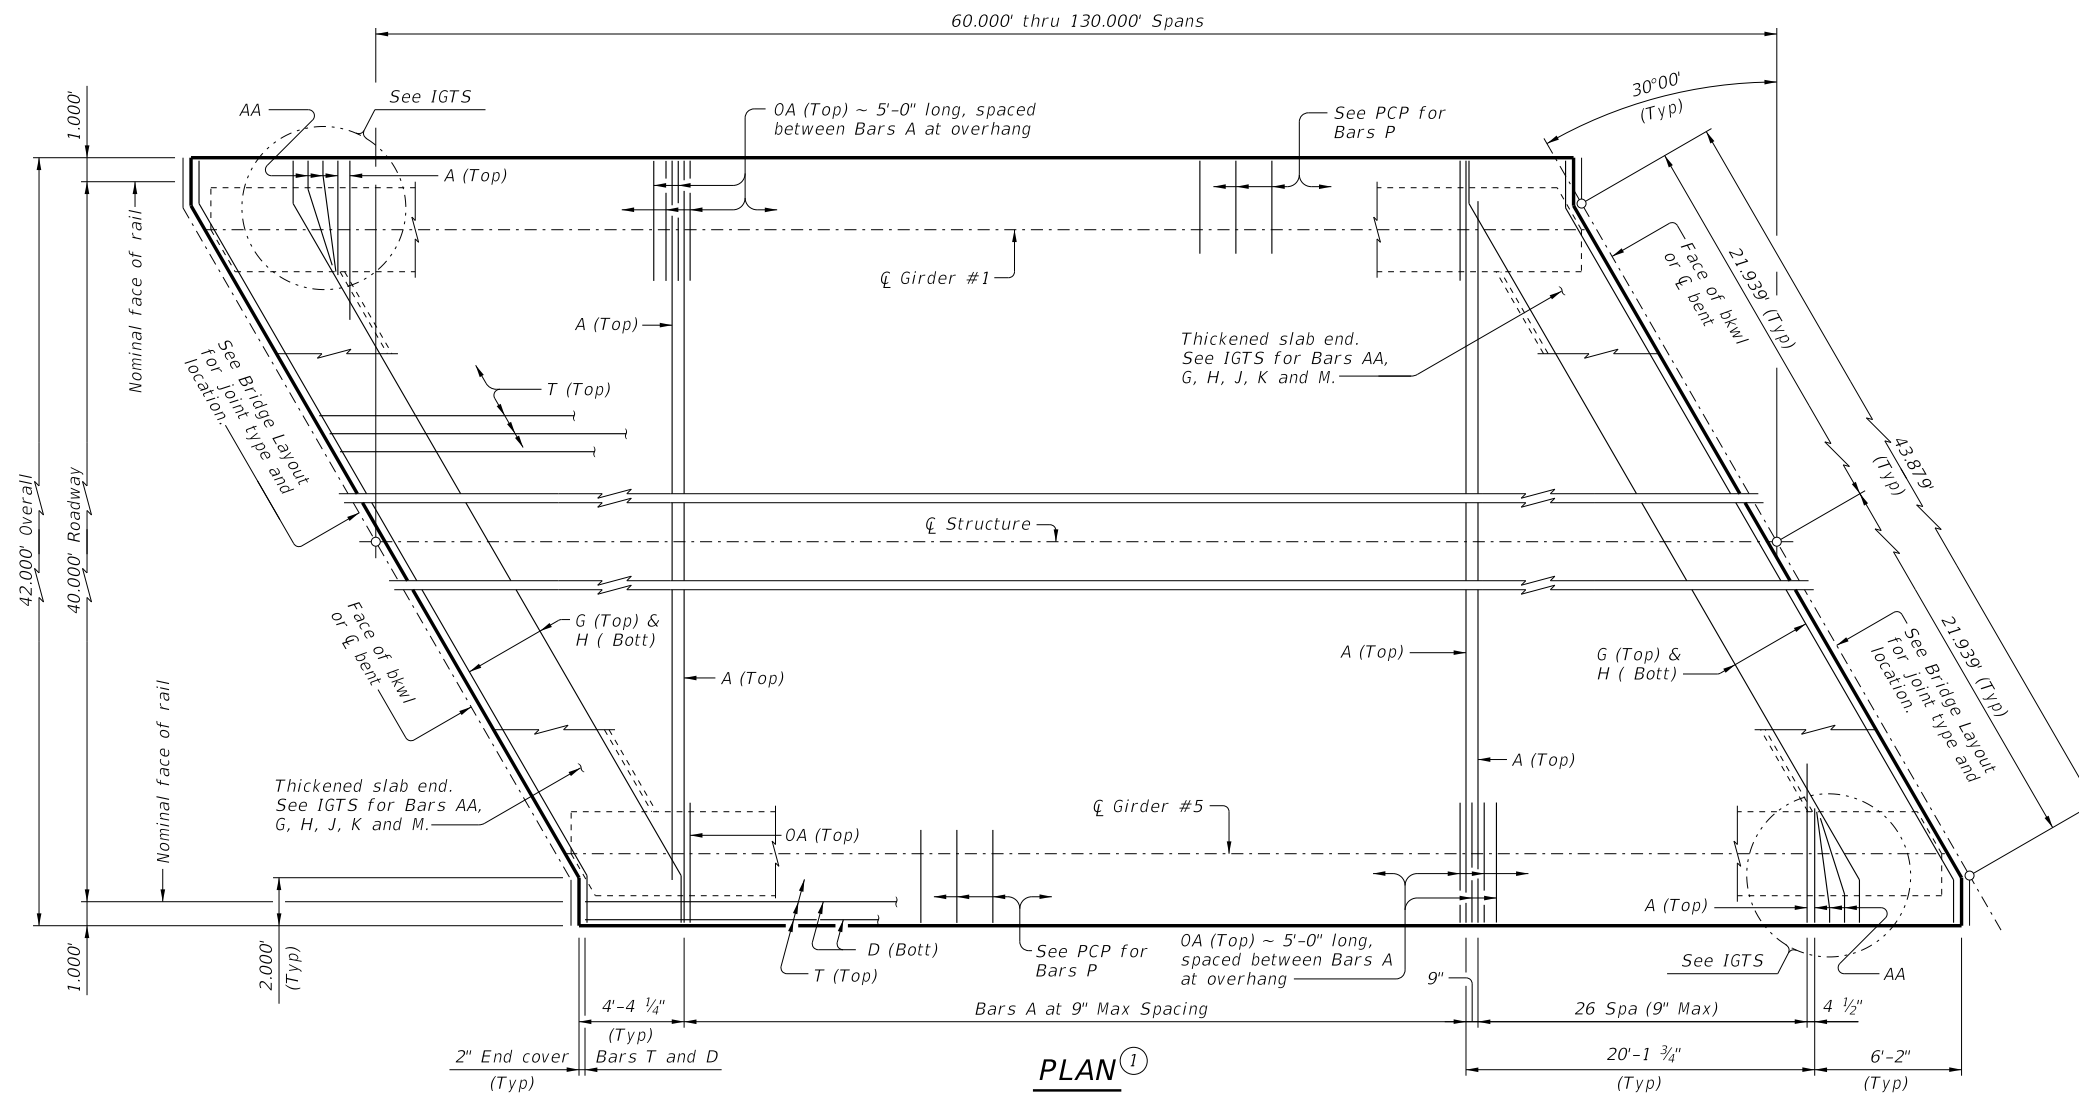 60.000' thru 130.000' Spans
1.000'
AA
See IGTS
OA (Top) ~ 5'-0" long, spaced
between Bars A at overhang
See PCP for
Bars P
30°00'
(Typ)
A (Top)
Nominal face of rail
℄ Girder #1
Face of bkwl
or ℄ bent
21.939' (Typ)
A (Top)
Thickened slab end.
See IGTS for Bars AA,
G, H, J, K and M.
See Bridge Layout
for joint type and
location.
T (Top)
43.879'
(Typ)
42.000' Overall
40.000' Roadway
℄ Structure
Face of bkwl
or ℄ bent
G (Top) &
H ( Bott)
A (Top)
G (Top) &
H ( Bott)
See Bridge Layout
for joint type and
location.
21.939' (Typ)
A (Top)
Nominal face of rail
A (Top)
Thickened slab end.
See IGTS for Bars AA,
G, H, J, K and M.
℄ Girder #5
OA (Top)
A (Top)
D (Bott)
T (Top)
See PCP for
Bars P
OA (Top) ~ 5'-0" long,
spaced between Bars A
at overhang
See IGTS
AA
1.000'
2.000'
(Typ)
9"
4'-4 ¼"
(Typ)
Bars A at 9" Max Spacing
26 Spa (9" Max)
4 ½"
2" End cover
(Typ)
Bars T and D
20'-1 ¾"
(Typ)
6'-2"
(Typ)
PLAN 1